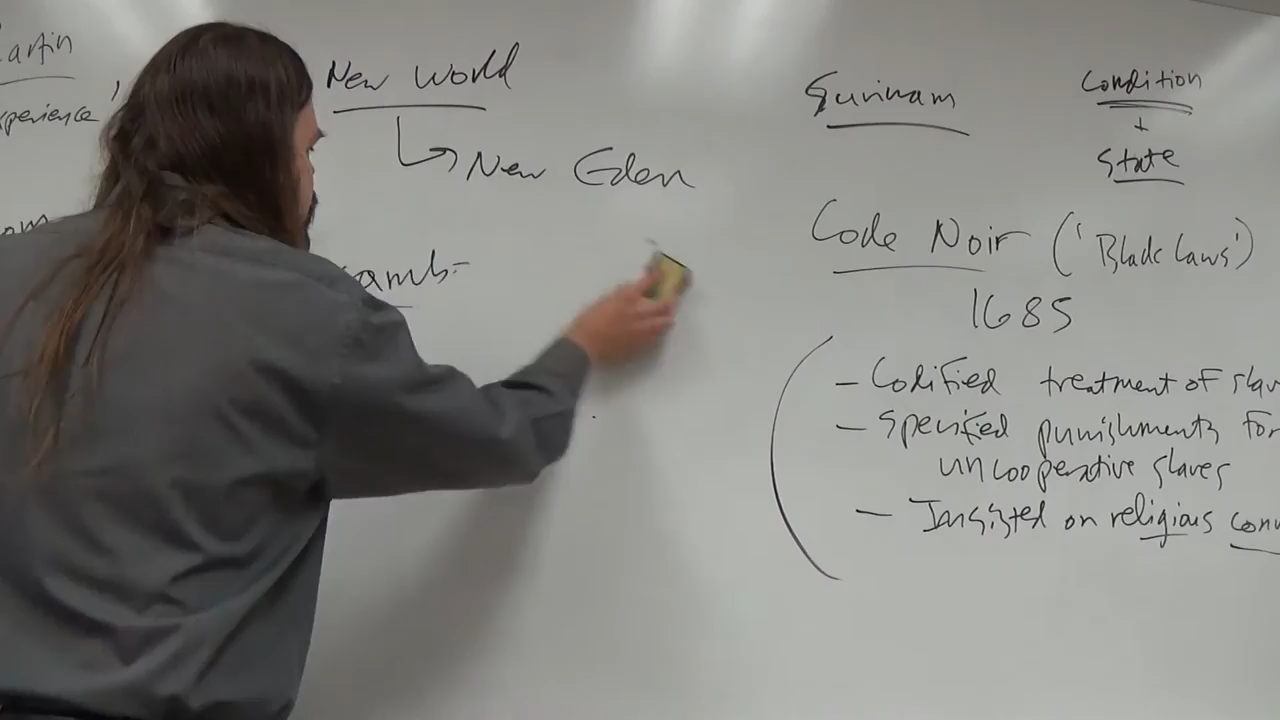 New World
↳ New Eden
Surinam
Condition
+
State
Code Noir ('Black Laws')
1685
- Codified treatment of
- Specified punishments for
uncooperative slaves
- Insisted on religious